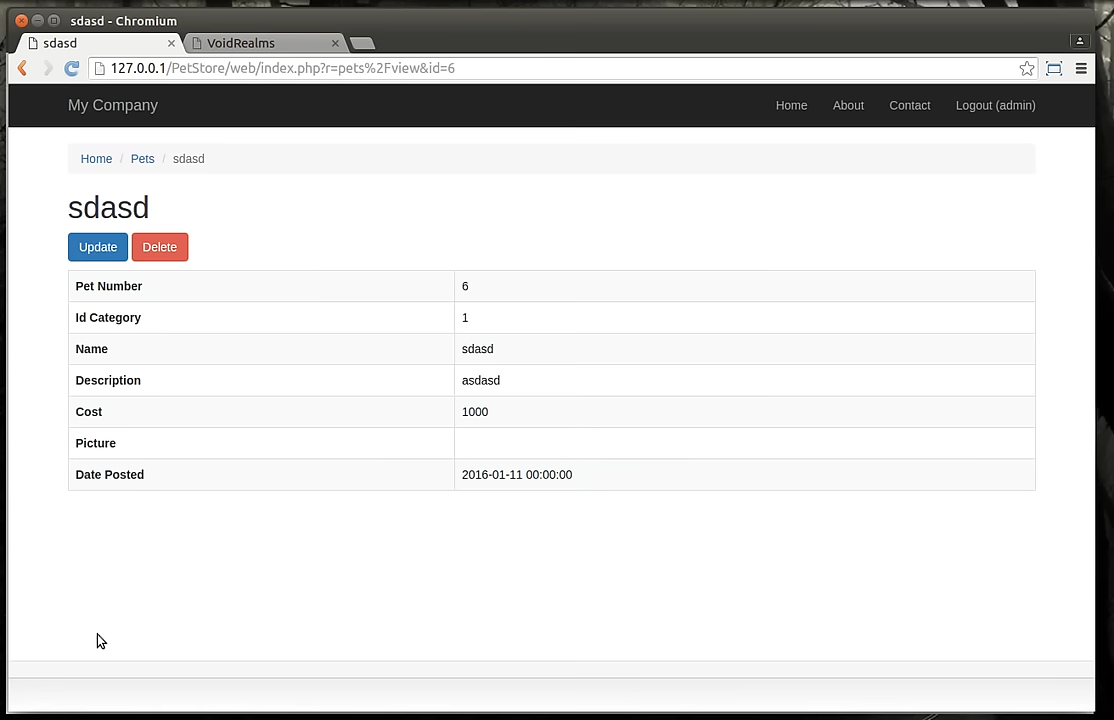 sdasd - Chromium
sdasd VoidRealms
127.0.0.1/PetStore/web/index.php?r=pets%2Fview&id=6
My Company Home About Contact Logout (admin)
Home / Pets / sdasd
sdasd
Update Delete
Pet Number 6
Id Category 1
Name sdasd
Description asdasd
Cost 1000
Picture
Date Posted 2016-01-11 00:00:00